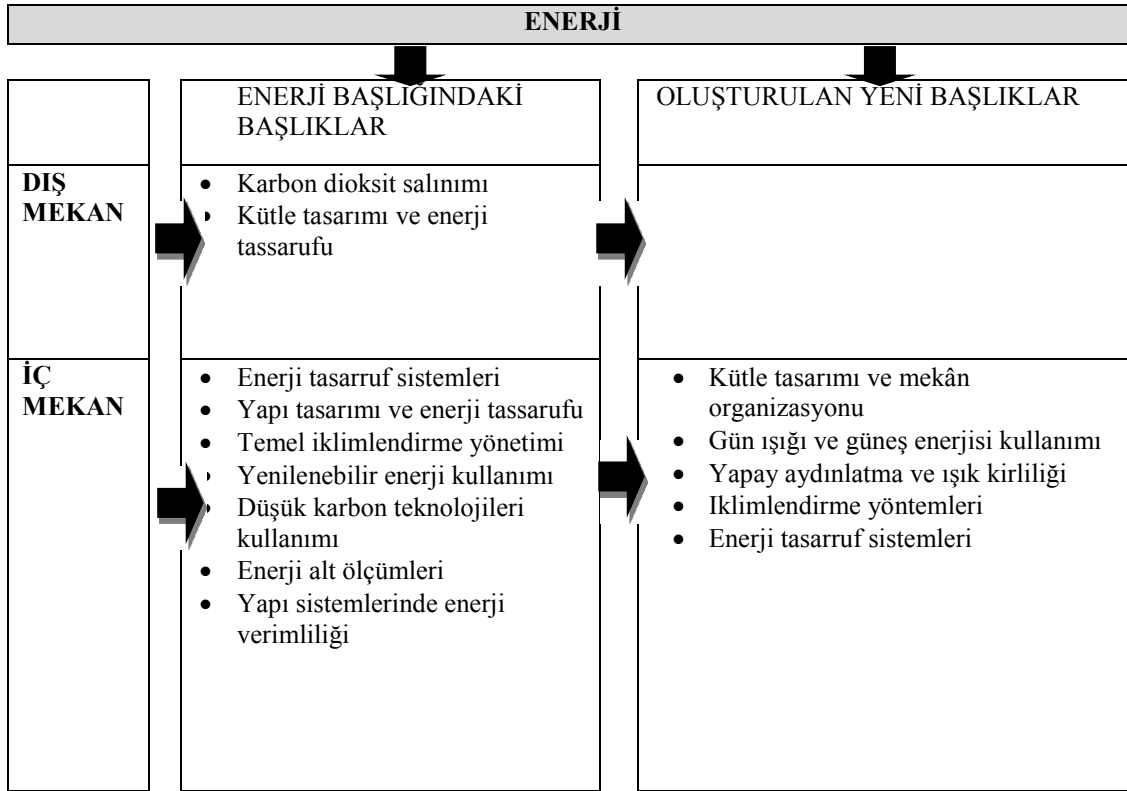 ENERJİ
ENERJİ BAŞLIĞINDAKİ
BAŞLIKLAR
OLUŞTURULAN YENİ BAŞLIKLAR
DIŞ
MEKAN
• Karbon dioksit salınımı
• Kütle tasarımı ve enerji
tassarufu
İÇ
MEKAN
• Enerji tasarruf sistemleri
• Yapı tasarımı ve enerji tassarufu
• Temel iklimlendirme yönetimi
• Yenilenebilir enerji kullanımı
• Düşük karbon teknolojileri
kullanımı
• Enerji alt ölçümleri
• Yapı sistemlerinde enerji
verimliliği
• Kütle tasarımı ve mekân
organizasyonu
• Gün ışığı ve güneş enerjisi kullanımı
• Yapay aydınlatma ve ışık kirliliği
• Iklimlendirme yöntemleri
• Enerji tasarruf sistemleri